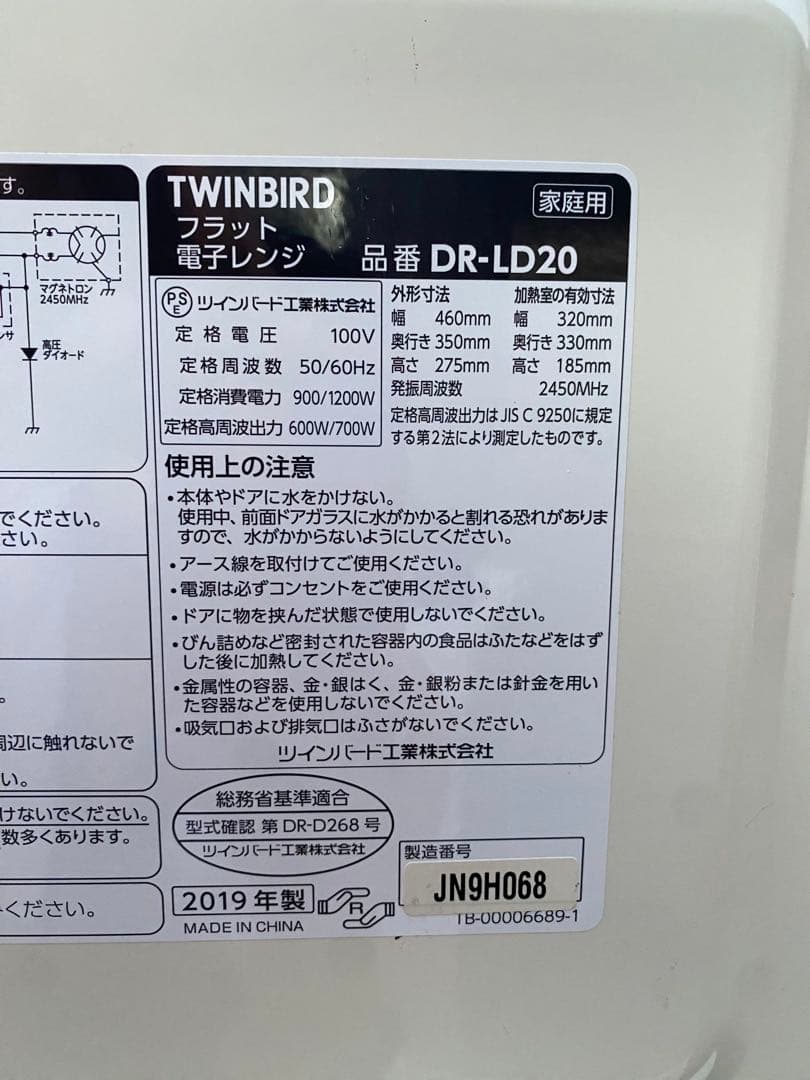 す。
マグネトロン
2450MHz
高圧
ダイオード
でください。
さい。
周辺に触れないで
い。
けないでください。
数多くあります。
ください。
TWINBIRD
家庭用
フラット
電子レンジ 品番 DR-LD20
PSE ツインバード工業株式会社
定格電圧 100V
定格周波数 50/60Hz
定格消費電力 900/1200W
定格高周波出力 600W/700W
外形寸法 加熱室の有効寸法
幅 460mm 幅 320mm
奥行き 350mm 奥行き 330mm
高さ 275mm 高さ 185mm
発振周波数 2450MHz
定格高周波出力はJIS C 9250に規定
する第2法により測定したものです。
使用上の注意
・本体やドアに水をかけない。
使用中、前面ドアガラスに水がかかると割れる恐れがありま
すので、水がかからないようにしてください。
・アース線を取付けてご使用ください。
・電源は必ずコンセントをご使用ください。
・ドアに物を挟んだ状態で使用しないでください。
・びん詰めなど密封された容器内の食品はふたなどをはず
した後に加熱してください。
・金属性の容器、金・銀はく、金・銀粉または針金を用い
た容器などを使用しないでください。
・吸気口および排気口はふさがないでください。
ツインバード工業株式会社
総務省基準適合
型式確認 第 DR-D268 号
ツインバード工業株式会社
2019年製
R
MADE IN CHINA
製造番号
JN9H068
TB-00006689-1